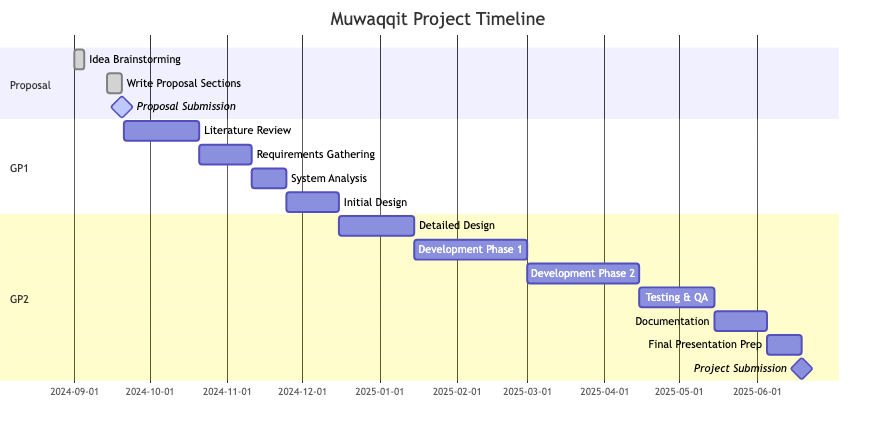 Muwaqqit Project Timeline
Proposal
Idea Brainstorming
Write Proposal Sections
Proposal Submission
GP1
Literature Review
Requirements Gathering
System Analysis
Initial Design
GP2
Detailed Design
Development Phase 1
Development Phase 2
Testing & QA
Documentation
Final Presentation Prep
Project Submission
2024-09-01 2024-10-01 2024-11-01 2024-12-01 2025-01-01 2025-02-01 2025-03-01 2025-04-01 2025-05-01 2025-06-01